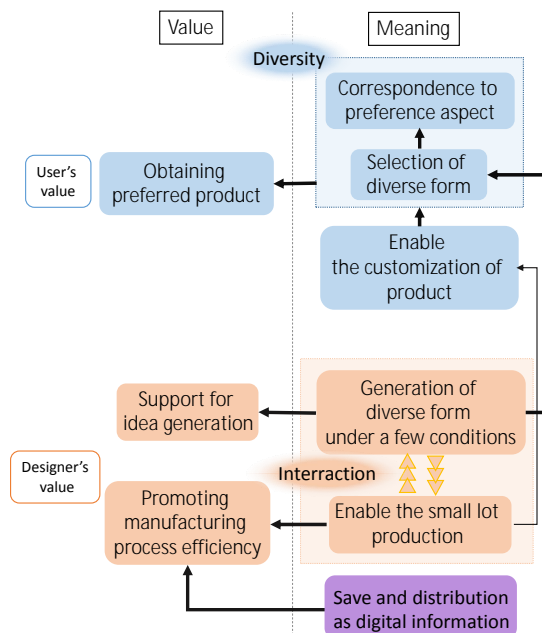 Value
Meaning
Diversity
Correspondence to
preference aspect
User's
value
Obtaining
preferred product
Selection of
diverse form
Enable
the customization of
product
Support for
idea generation
Generation of
diverse form
under a few conditions
Designer's
value
Interraction
Promoting
manufacturing
process efficiency
Enable the small lot
production
Save and distribution
as digital information